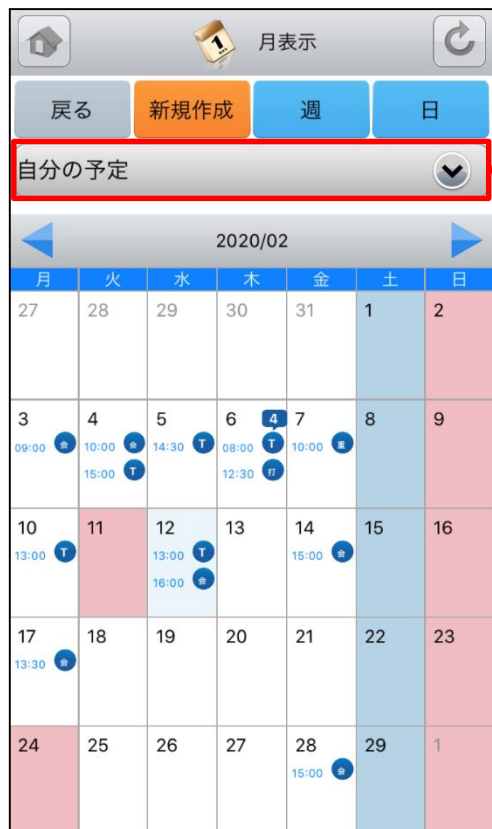 1...
月表示
戻る 新規作成 週 日
自分の予定
2020/02
月 火 水 木 金 土 日
27 28 29 30 31 1 2
3 4 5 6 4 7 8 9
09:00 会 10:00 会 14:30 T 08:00 T 10:00 重
15:00 T 12:30 打
10 11 12 13 14 15 16
13:00 T 13:00 T 15:00 会
16:00 会
17 18 19 20 21 22 23
13:30 会
24 25 26 27 28 29 1
15:00 会